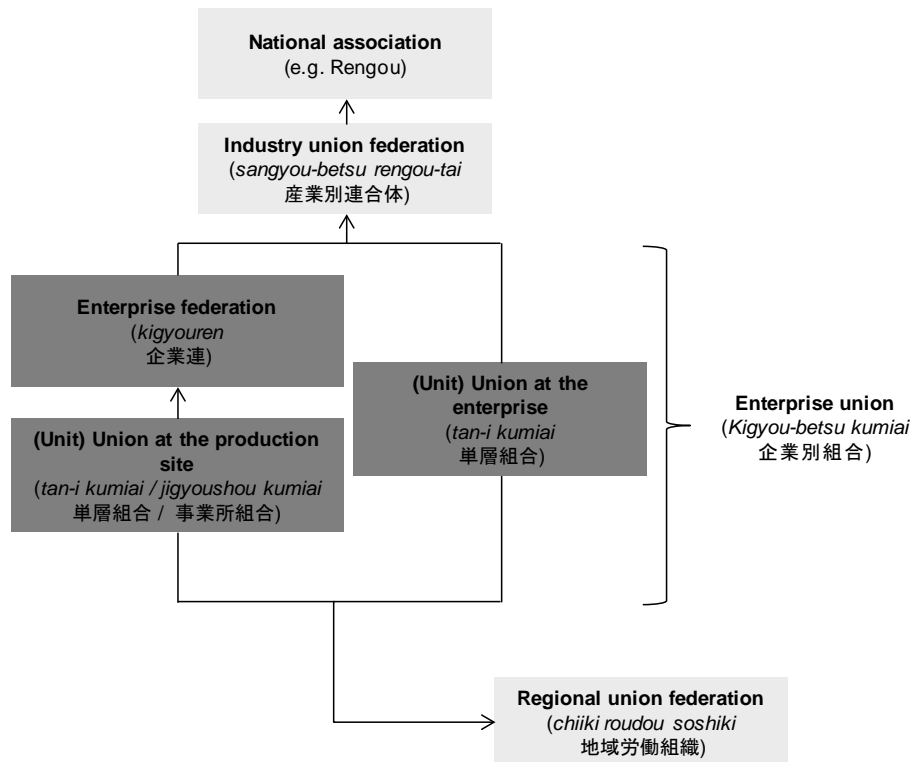 National association
(e.g. Rengou)
Industry union federation
(sangyou-betsu rengou-tai
産業別連合体)
Enterprise federation
(kigyouren
企業連)
(Unit) Union at the
enterprise
(tan-i kumiai
単層組合)
(Unit) Union at the production
site
(tan-i kumiai / jigyoushou kumiai
単層組合 / 事業所組合)
Enterprise union
(Kigyou-betsu kumiai
企業別組合)
Regional union federation
(chiiki roudou soshiki
地域労働組織)